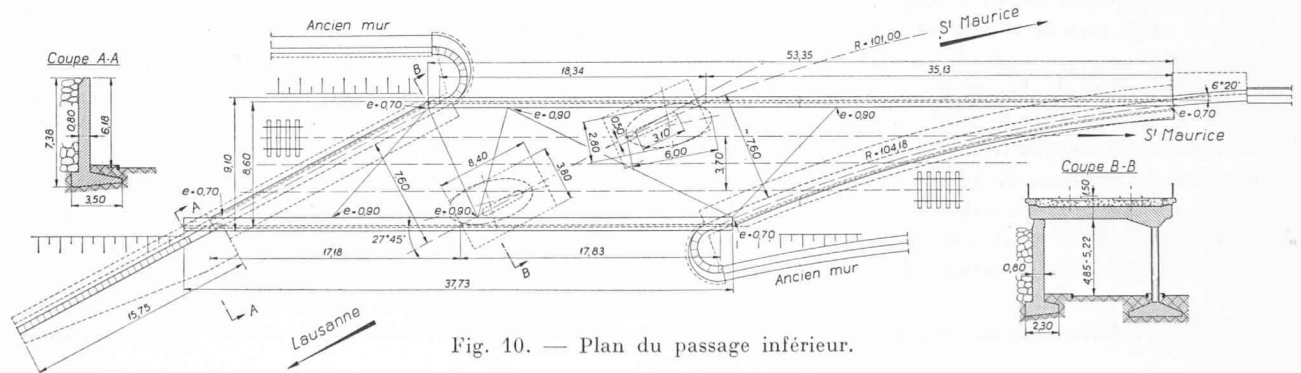 Coupe A-A
7,38
0,80
6,18
3,50
Ancien mur
B
e=0,70
18,34
53,35
35,13
R=101,00
St Maurice
6°20'
e=0,70
St Maurice
9,10
8,60
e=0,90
2,80
0,50
3,10
6,00
7,60
3,70
e=0,90
R=104,18
7,60
8,40
3,80
e=0,70
A
e=0,90
e=0,90
27°45'
17,18
B
17,83
e=0,70
Ancien mur
37,73
15,75
A
Lausanne
Coupe B-B
1,50
0,80
4,85-5,22
2,30
Fig. 10. — Plan du passage inférieur.